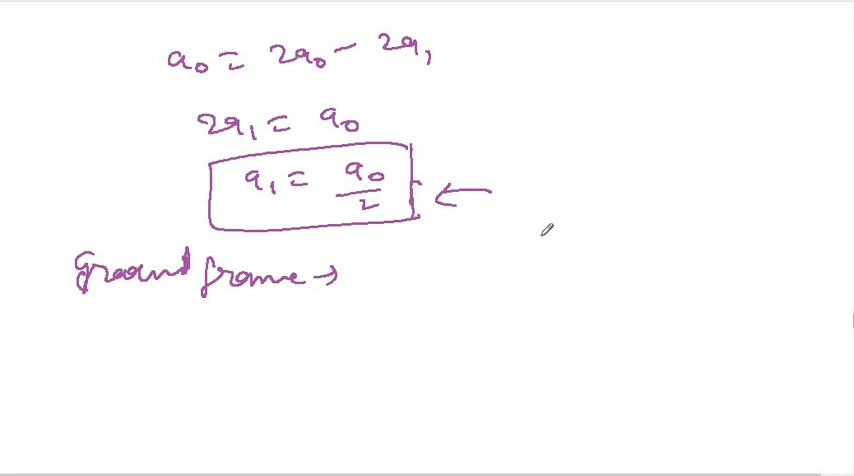 a₀ = 2a₀ - 2a₁
2a₁ = a₀
a₁ = a₀/2 ←
Ground frame →